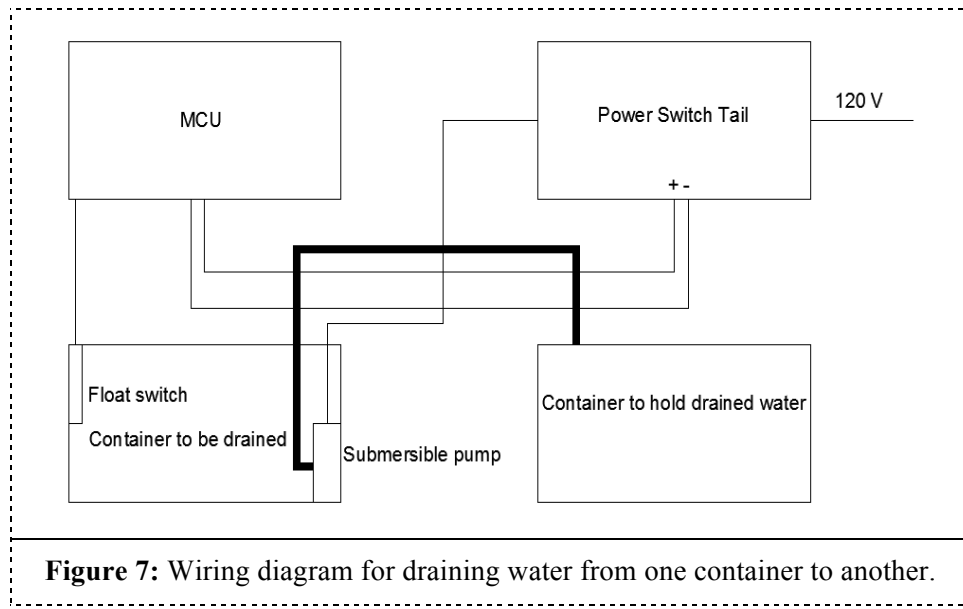 MCU
Power Switch Tail
120 V
+ -
Float switch
Container to be drained
Submersible pump
Container to hold drained water
Figure 7: Wiring diagram for draining water from one container to another.